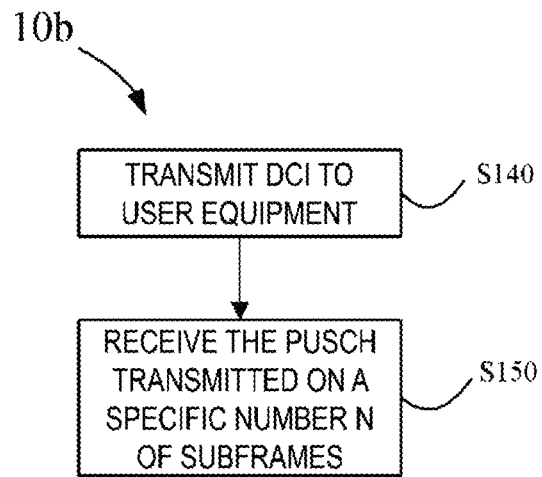 10b
TRANSMIT DCI TO
USER EQUIPMENT
S140
RECEIVE THE PUSCH
TRANSMITTED ON A
SPECIFIC NUMBER N
OF SUBFRAMES
S150